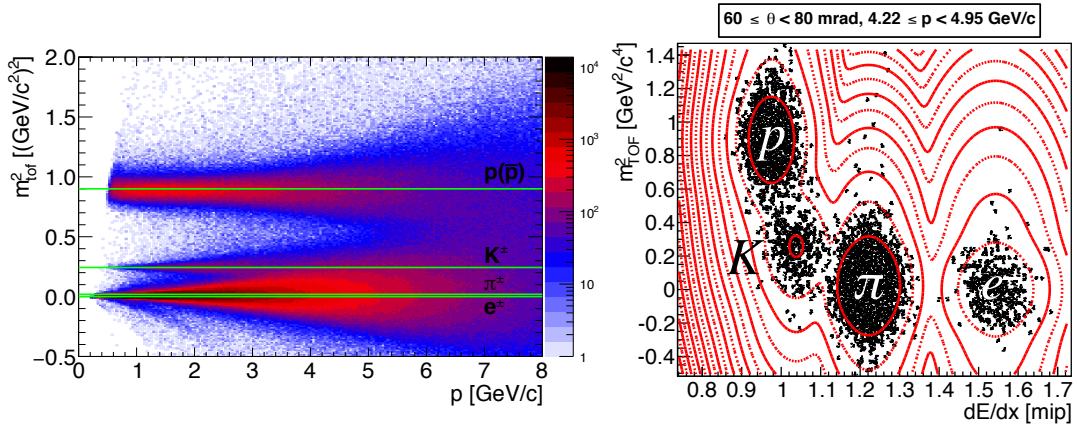 m²tof [(GeV/c²)²]
2.0
1.5
1.0
0.5
0.0
−0.5
p(p̄)
K±
π±
e±
0 1 2 3 4 5 6 7 8
p [GeV/c]
10⁴
10³
10²
10
1
60 ≤ θ < 80 mrad, 4.22 ≤ p < 4.95 GeV/c
m²TOF [GeV²/c⁴]
1.4
1.2
1
0.8
0.6
0.4
0.2
0
-0.2
-0.4
p
K
π
e
0.8 0.9 1 1.1 1.2 1.3 1.4 1.5 1.6 1.7
dE/dx [mip]